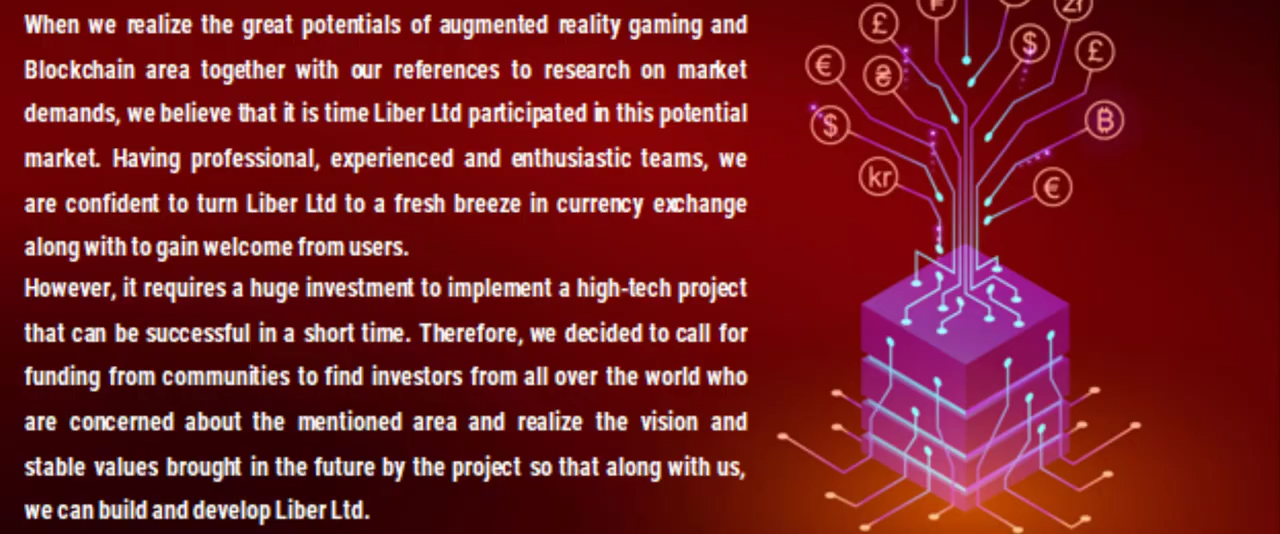 When we realize the great potentials of augmented reality gaming and
Blockchain area together with our references to research on market
demands, we believe that it is time Liber Ltd participated in this potential
market. Having professional, experienced and enthusiastic teams, we
are confident to turn Liber Ltd to a fresh breeze in currency exchange
along with to gain welcome from users.
However, it requires a huge investment to implement a high-tech project
that can be successful in a short time. Therefore, we decided to call for
funding from communities to find investors from all over the world who
are concerned about the mentioned area and realize the vision and
stable values brought in the future by the project so that along with us,
we can build and develop Liber Ltd.
£
zł
€
₴
$
£
$
฿
kr
€